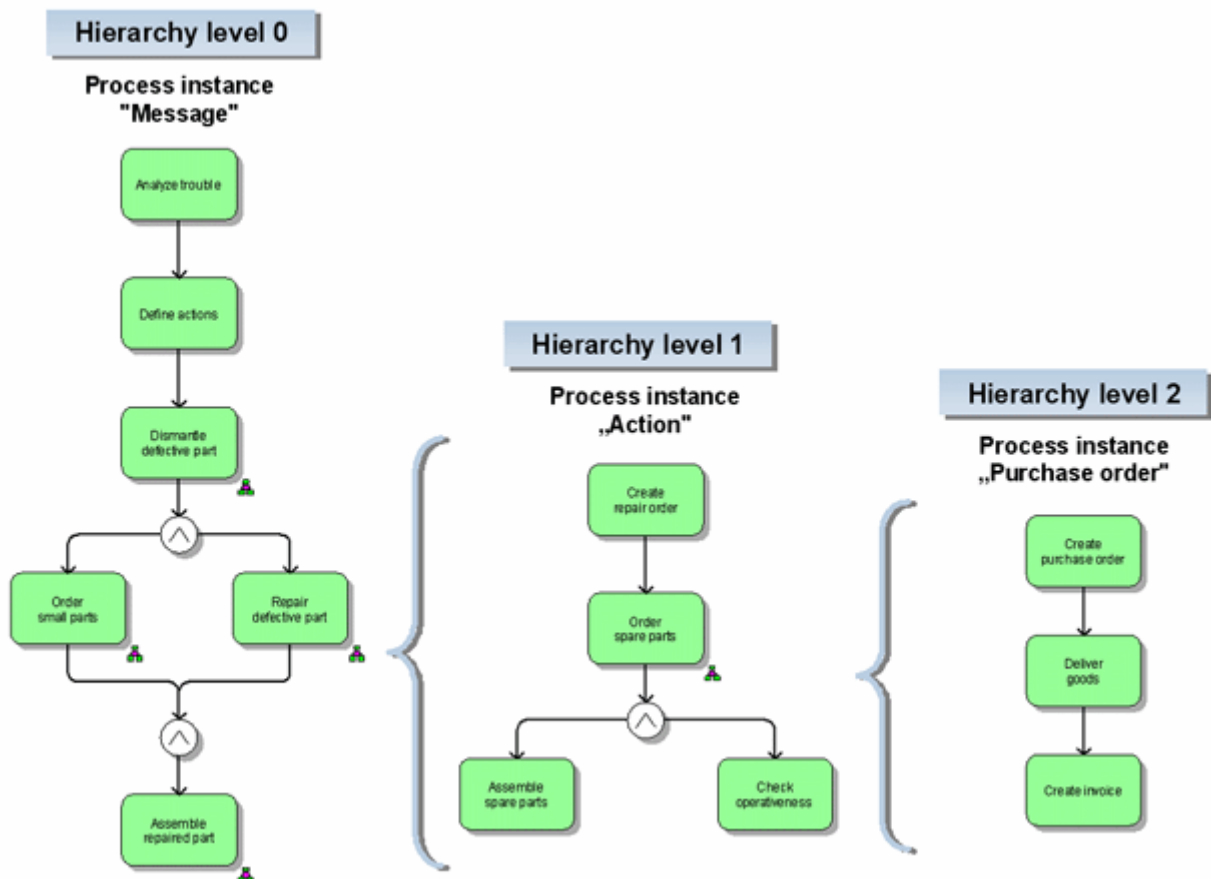 Hierarchy level 0
Process instance
"Message"
Analyze trouble
Define actions
Dismantle
defective part
Order
small parts
Repair
defective part
Assemble
repaired part
Hierarchy level 1
Process instance
„Action"
Create
repair order
Order
spare parts
Assemble
spare parts
Check
operativeness
Hierarchy level 2
Process instance
„Purchase order"
Create
purchase order
Deliver
goods
Create invoice